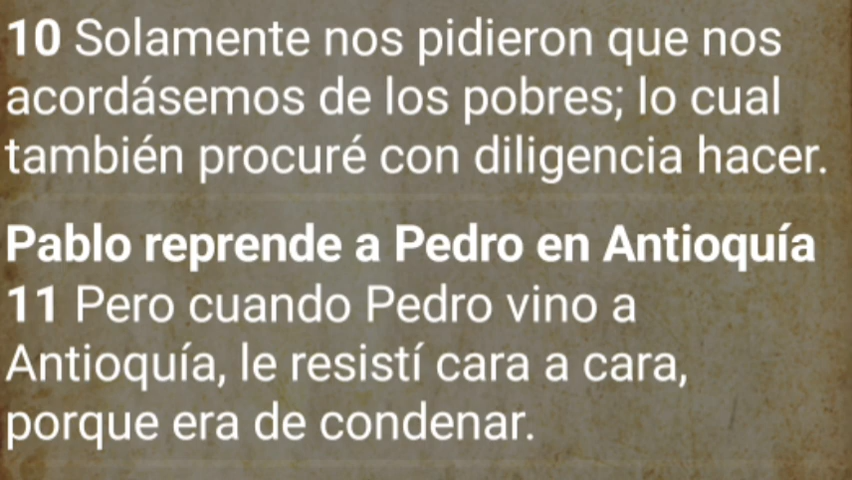 10 Solamente nos pidieron que nos
acordásemos de los pobres; lo cual
también procuré con diligencia hacer.
Pablo reprende a Pedro en Antioquía
11 Pero cuando Pedro vino a
Antioquía, le resistí cara a cara,
porque era de condenar.